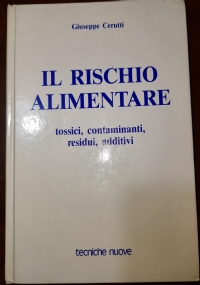 Giuseppe Cerutti
IL RISCHIO
ALIMENTARE
tossici, contaminanti,
residui, additivi
tecniche nuove